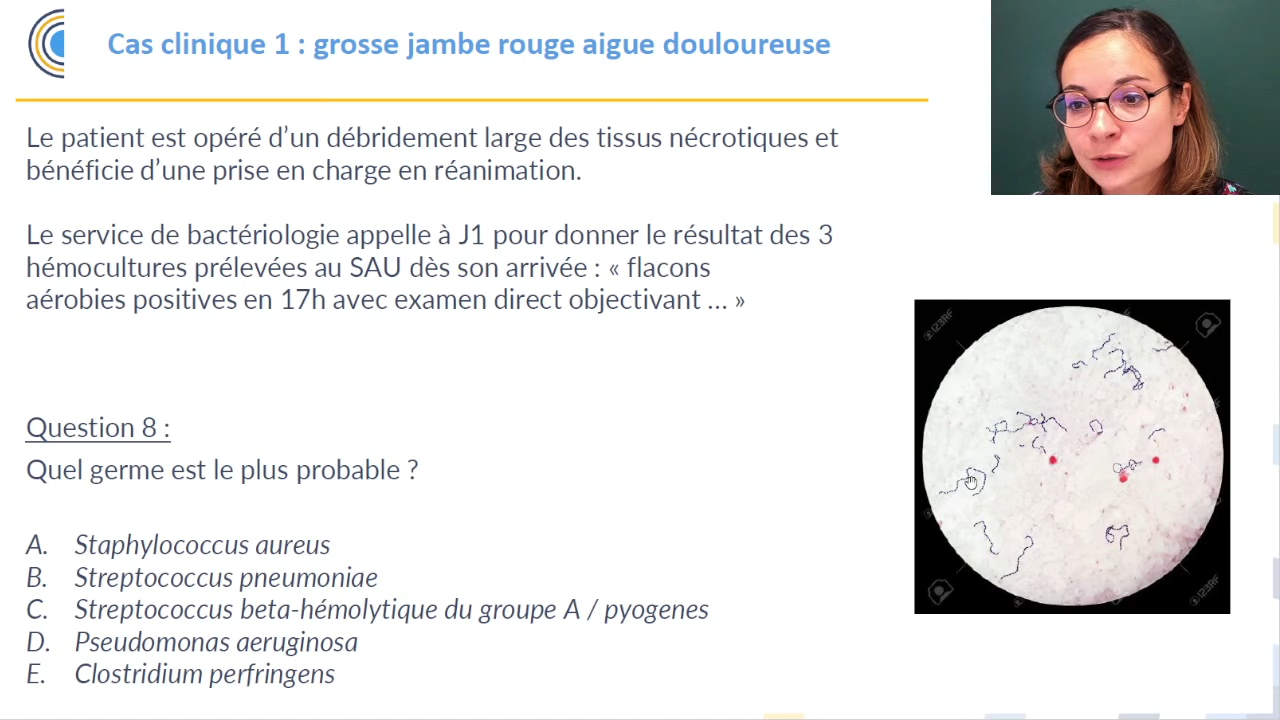 Cas clinique 1 : grosse jambe rouge aigue douloureuse
Le patient est opéré d’un débridement large des tissus nécrotiques et
bénéficie d’une prise en charge en réanimation.
Le service de bactériologie appelle à J1 pour donner le résultat des 3
hémocultures prélevées au SAU dès son arrivée : « flacons
aérobies positives en 17h avec examen direct objectivant ... »
Question 8 :
Quel germe est le plus probable ?
A. Staphylococcus aureus
B. Streptococcus pneumoniae
C. Streptococcus beta-hémolytique du groupe A / pyogenes
D. Pseudomonas aeruginosa
E. Clostridium perfringens
123RF
123RF